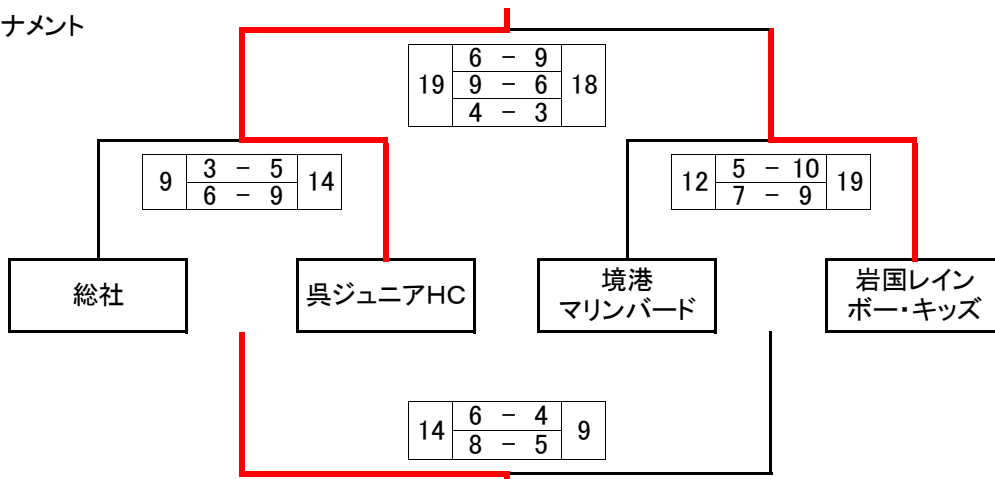 ナメント
6 － 9
19 9 － 6 18
4 － 3
3 － 5
9 14
6 － 9
5 － 10
12 19
7 － 9
総社
呉ジュニアHC
境港
マリンバード
岩国レイン
ボー・キッズ
6 － 4
14 9
8 － 5